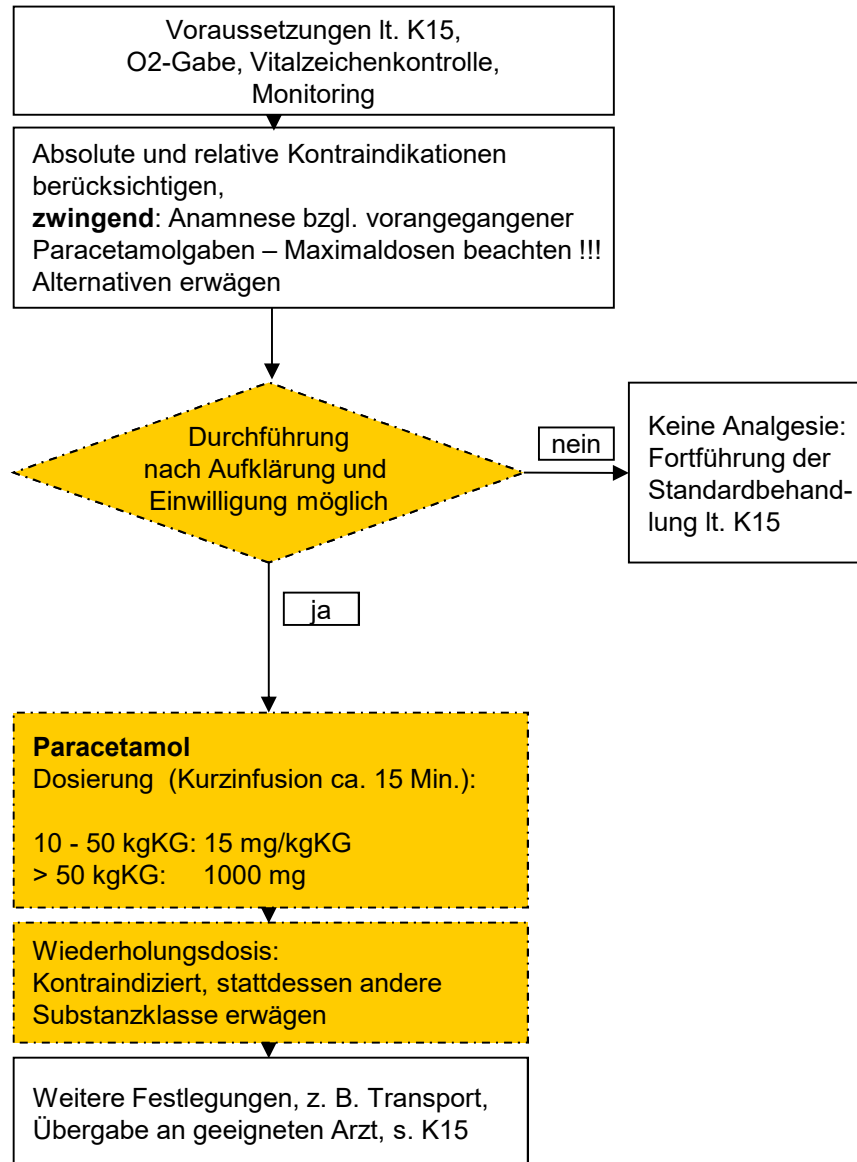 Voraussetzungen lt. K15,
O2-Gabe, Vitalzeichenkontrolle,
Monitoring
Absolute und relative Kontraindikationen
berücksichtigen,
zwingend: Anamnese bzgl. vorangegangener
Paracetamolgaben – Maximaldosen beachten !!!
Alternativen erwägen
Durchführung
nach Aufklärung und
Einwilligung möglich
nein
Keine Analgesie:
Fortführung der
Standardbehand-
lung lt. K15
ja
Paracetamol
Dosierung (Kurzinfusion ca. 15 Min.):
10 - 50 kgKG: 15 mg/kgKG
> 50 kgKG: 1000 mg
Wiederholungsdosis:
Kontraindiziert, stattdessen andere
Substanzklasse erwägen
Weitere Festlegungen, z. B. Transport,
Übergabe an geeigneten Arzt, s. K15